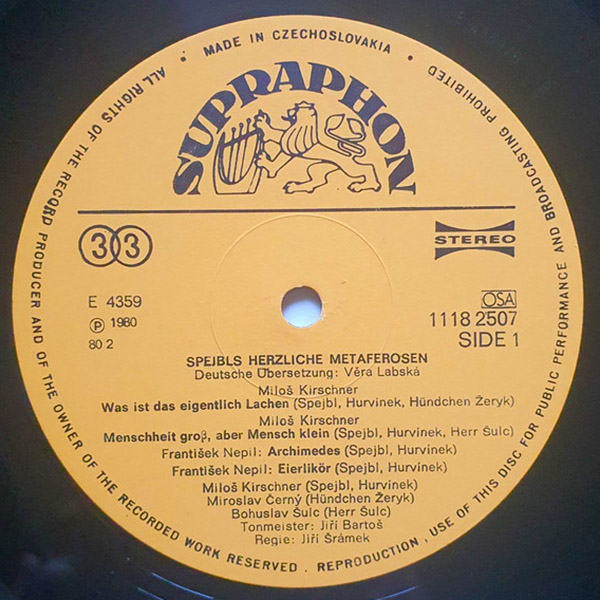 MADE IN CZECHOSLOVAKIA
ALL RIGHTS OF THE RECORD PRODUCER AND OF THE OWNER OF THE RECORDED WORK RESERVED . REPRODUCTION , USE OF THIS DISC FOR PUBLIC PERFORMANCE AND BROADCASTING PROHIBITED
SUPRAPHON
33
STEREO
E 4359
Ⓟ 1980
80 2
OSA
1118 2507
SIDE 1
SPEJBLS HERZLICHE METAFEROSEN
Deutsche Übersetzung: Věra Labská
Miloš Kirschner
Was ist das eigentlich Lachen (Spejbl, Hurvinek, Hündchen Žeryk)
Miloš Kirschner
Menschheit groβ, aber Mensch klein (Spejbl, Hurvinek, Herr Šulc)
František Nepil: Archimedes (Spejbl, Hurvinek)
František Nepil: Eierlikör (Spejbl, Hurvinek)
Miloš Kirschner (Spejbl, Hurvinek)
Miroslav Černý (Hündchen Žeryk)
Bohuslav Šulc (Herr Šulc)
Tonmeister: Jiří Bartoš
Regie: Jiří Šrámek